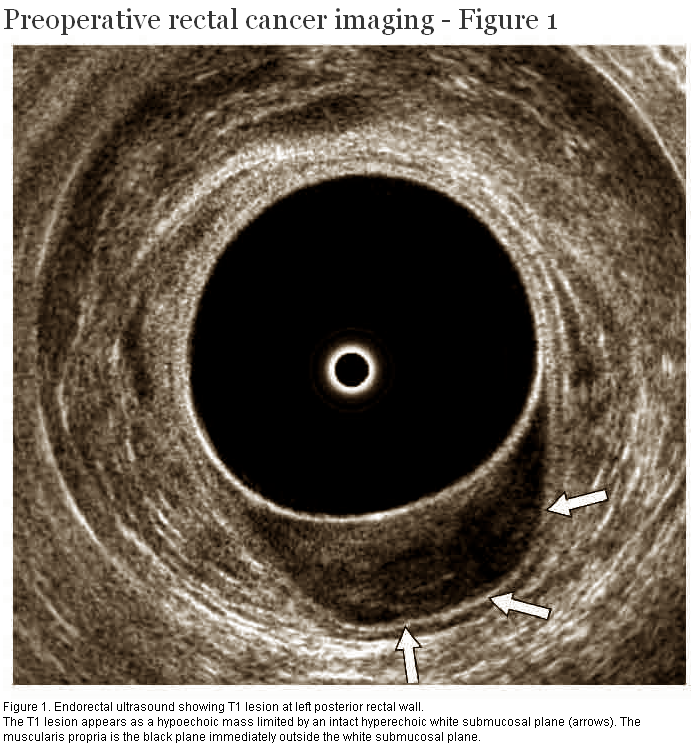 Preoperative rectal cancer imaging - Figure 1
Figure 1. Endorectal ultrasound showing T1 lesion at left posterior rectal wall.
The T1 lesion appears as a hypoechoic mass limited by an intact hyperechoic white submucosal plane (arrows). The
muscularis propria is the black plane immediately outside the white submucosal plane.